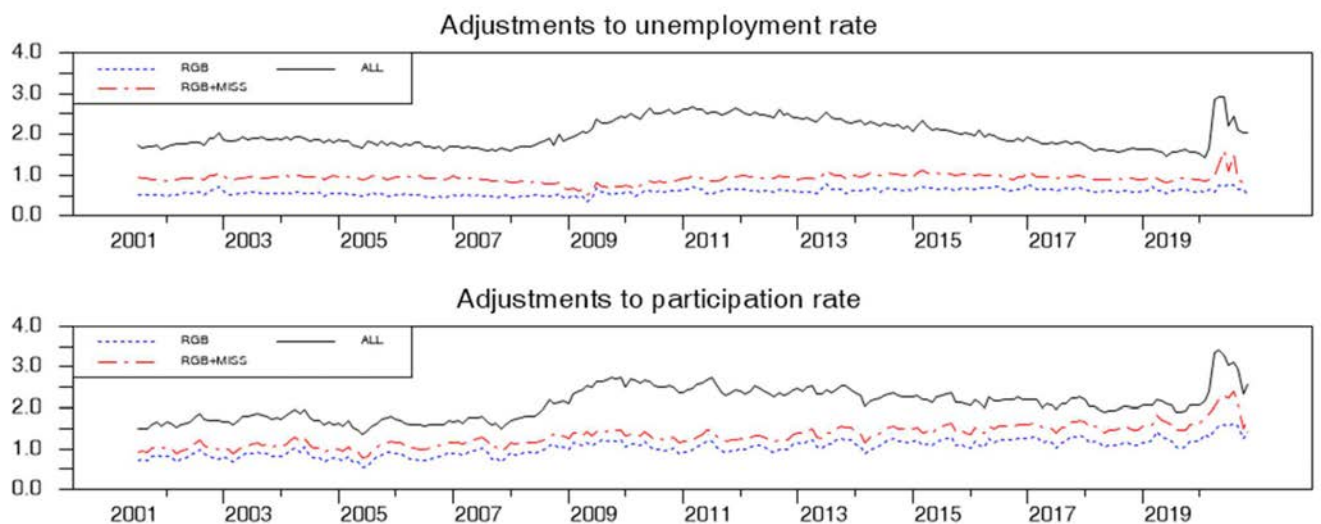 Adjustments to unemployment rate
4.0
RGB ALL
RGB+MISS
3.0
2.0
1.0
0.0
2001 2003 2005 2007 2009 2011 2013 2015 2017 2019
Adjustments to participation rate
4.0
RGB ALL
RGB+MISS
3.0
2.0
1.0
0.0
2001 2003 2005 2007 2009 2011 2013 2015 2017 2019